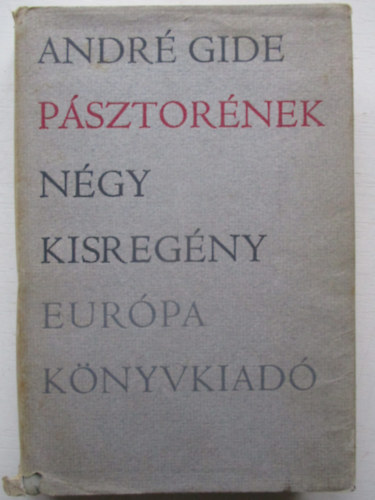 ANDRÉ GIDE
PÁSZTORÉNEK
NÉGY
KISREGÉNY
EURÓPA
KÖNYVKIADÓ